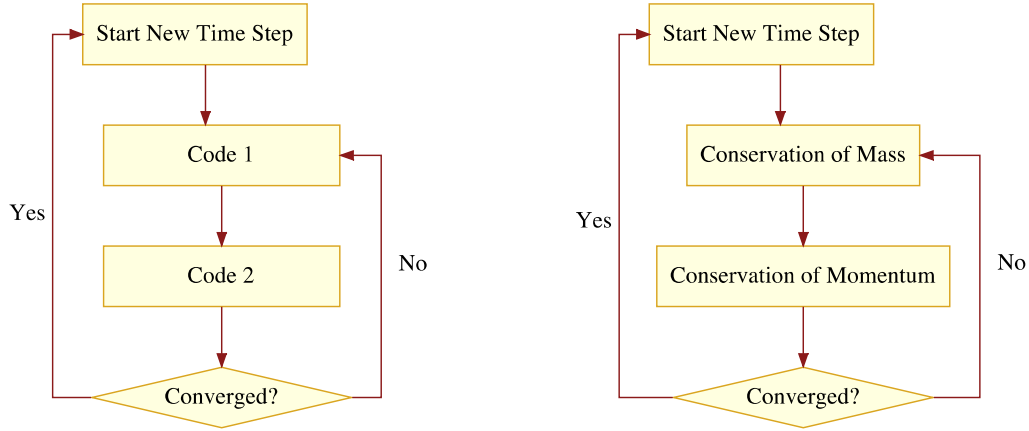 Start New Time Step
Code 1
Yes
Code 2
No
Converged?
Start New Time Step
Conservation of Mass
Yes
Conservation of Momentum
No
Converged?